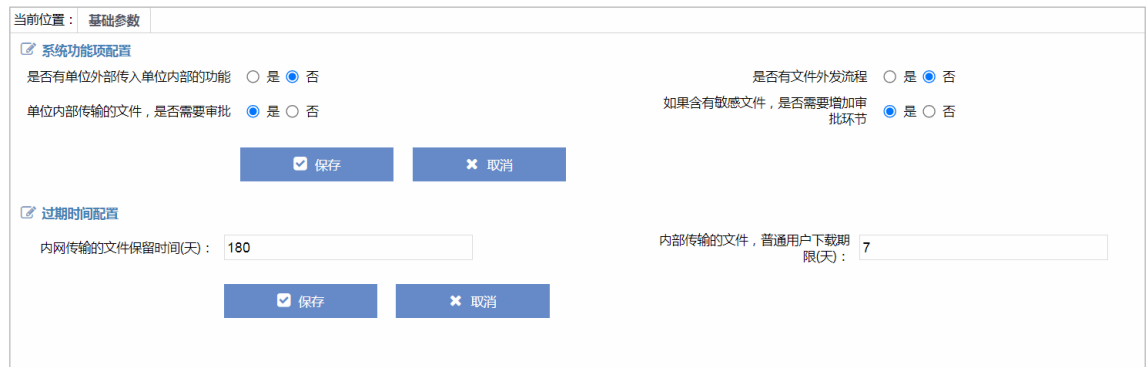 当前位置： 基础参数
系统功能项配置
是否有单位外部传入单位内部的功能 是 否 是否有文件外发流程 是 否
单位内部传输的文件，是否需要审批 是 否 如果含有敏感文件，是否需要增加审
批环节 是 否
保存 取消
过期时间配置
内网传输的文件保留时间(天)： 180 内部传输的文件，普通用户下载期
限(天)： 7
保存 取消